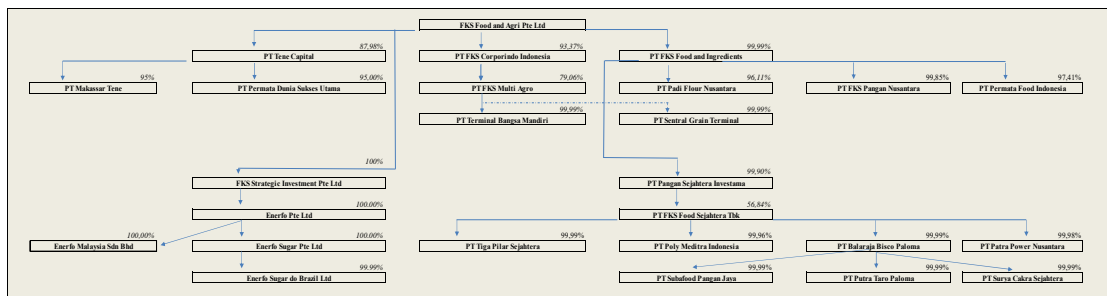 FKS Food and Agri Pte Ltd
87,98% 93,37% 99,99%
PT Tene Capital PT FKS Corporindo Indonesia PT FKS Food and Ingredients
95% 95,00% 79,06% 96,11% 99,85% 97,41%
PT Makassar Tene PT Permata Dunia Sukses Utama PT FKS Multi Agro PT Padi Flour Nusantara PT FKS Pangan Nusantara PT Permata Food Indonesia
99,99% 99,99%
PT Terminal Bangsa Mandiri PT Sentral Grain Terminal
100% 99,90%
FKS Strategic Investment Pte Ltd PT Pangan Sejahtera Investama
100.00% 56,84%
Enerfo Pte Ltd PT FKS Food Sejahtera Tbk
100,00% 100.00% 99,99% 99,96% 99,99% 99,98%
Enerfo Malaysia Sdn Bhd Enerfo Sugar Pte Ltd PT Tiga Pilar Sejahtera PT Poly Meditra Indonesia PT Balaraja Bisco Paloma PT Patra Power Nusantara
99.99% 99,99% 99,99% 99,99%
Enerfo Sugar do Brazil Ltd PT Subafood Pangan Jaya PT Putra Taro Paloma PT Surya Cakra Sejahtera